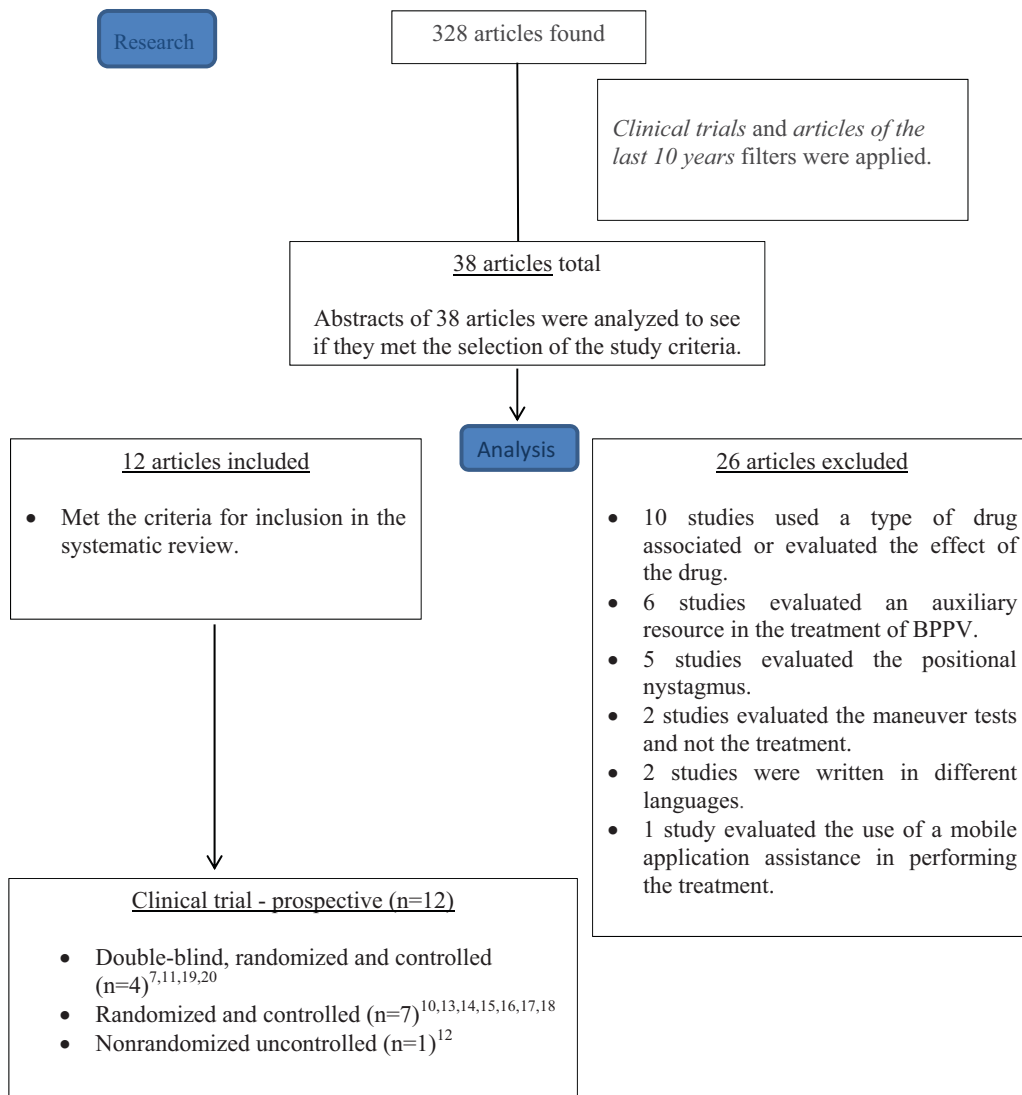 Research
328 articles found
Clinical trials and articles of the
last 10 years filters were applied.
38 articles total
Abstracts of 38 articles were analyzed to see
if they met the selection of the study criteria.
Analysis
12 articles included
• Met the criteria for inclusion in the
systematic review.
26 articles excluded
• 10 studies used a type of drug
associated or evaluated the effect of
the drug.
• 6 studies evaluated an auxiliary
resource in the treatment of BPPV.
• 5 studies evaluated the positional
nystagmus.
• 2 studies evaluated the maneuver tests
and not the treatment.
• 2 studies were written in different
languages.
• 1 study evaluated the use of a mobile
application assistance in performing
the treatment.
Clinical trial - prospective (n=12)
• Double-blind, randomized and controlled
(n=4)7,11,19,20
• Randomized and controlled (n=7)10,13,14,15,16,17,18
• Nonrandomized uncontrolled (n=1)12